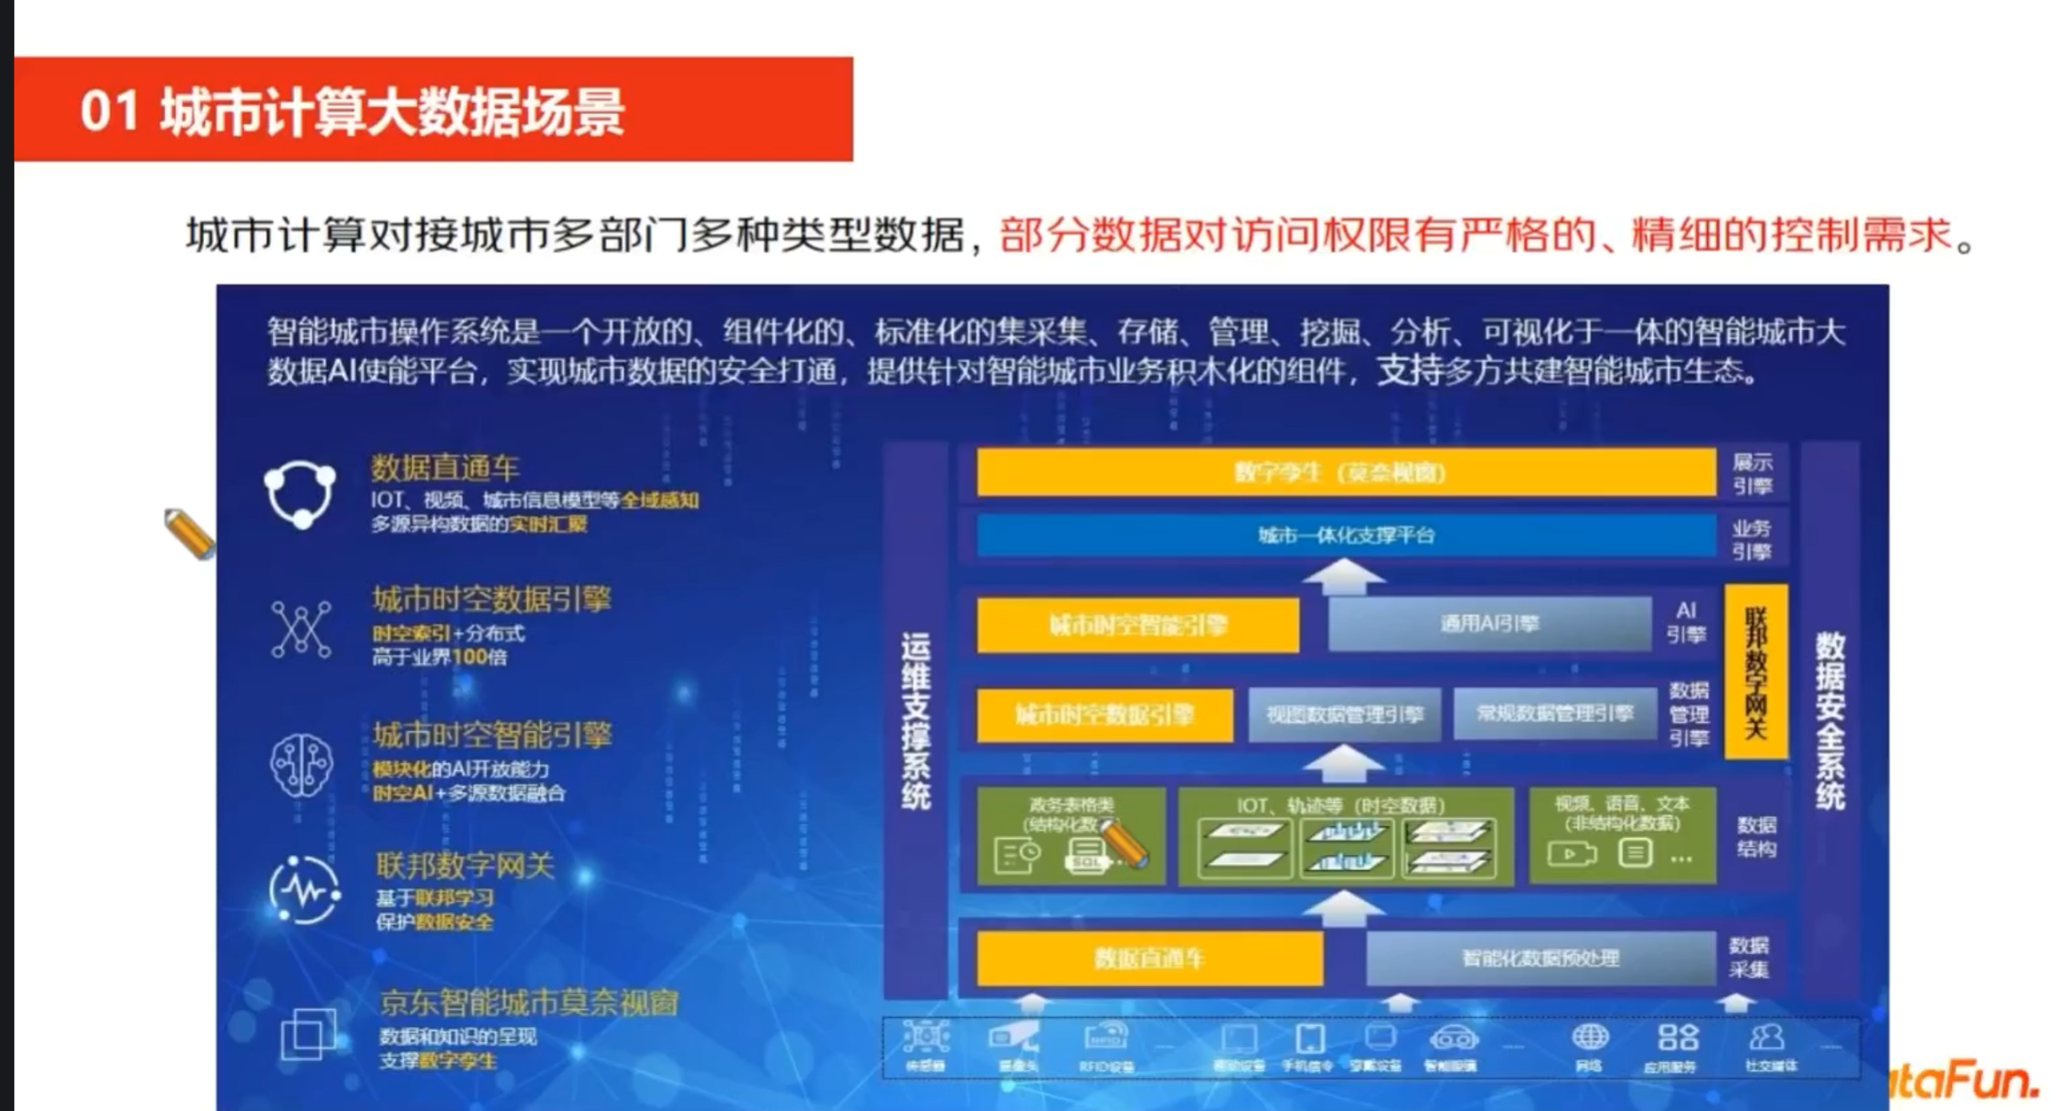 01 城市计算大数据场景
城市计算对接城市多部门多种类型数据，部分数据对访问权限有严格的、精细的控制需求。
智能城市操作系统是一个开放的、组件化的、标准化的集采集、存储、管理、挖掘、分析、可视化于一体的智能城市大
数据AI使能平台，实现城市数据的安全打通，提供针对智能城市业务积木化的组件，支持多方共建智能城市生态。
数据直通车
IOT、视频、城市信息模型等全域感知
多源异构数据的实时汇聚
城市时空数据引擎
时空索引+分布式
高于业界100倍
城市时空智能引擎
模块化的AI开放能力
时空AI+多源数据融合
联邦数字网关
基于联邦学习
保护数据安全
京东智能城市莫奈视窗
数据和知识的呈现
支撑数字孪生
运维支撑系统
数字孪生（莫奈视窗）
展示
引擎
城市一体化支撑平台
业务
引擎
城市时空智能引擎
通用AI引擎
AI
引擎
城市时空数据引擎
视图数据管理引擎
常规数据管理引擎
数据
管理
引擎
联邦数字网关
政务表格类
(结构化数
SQL
...
IOT、轨迹等（时空数据）
视频、语音、文本
(非结构化数据)
...
数据
结构
数据直通车
智能化数据预处理
数据
采集
数据安全系统
传感器
摄像头
RFID
RFID设备
手机信令
穿戴设备
智能眼镜
网络
应用服务
社交媒体
taFun.